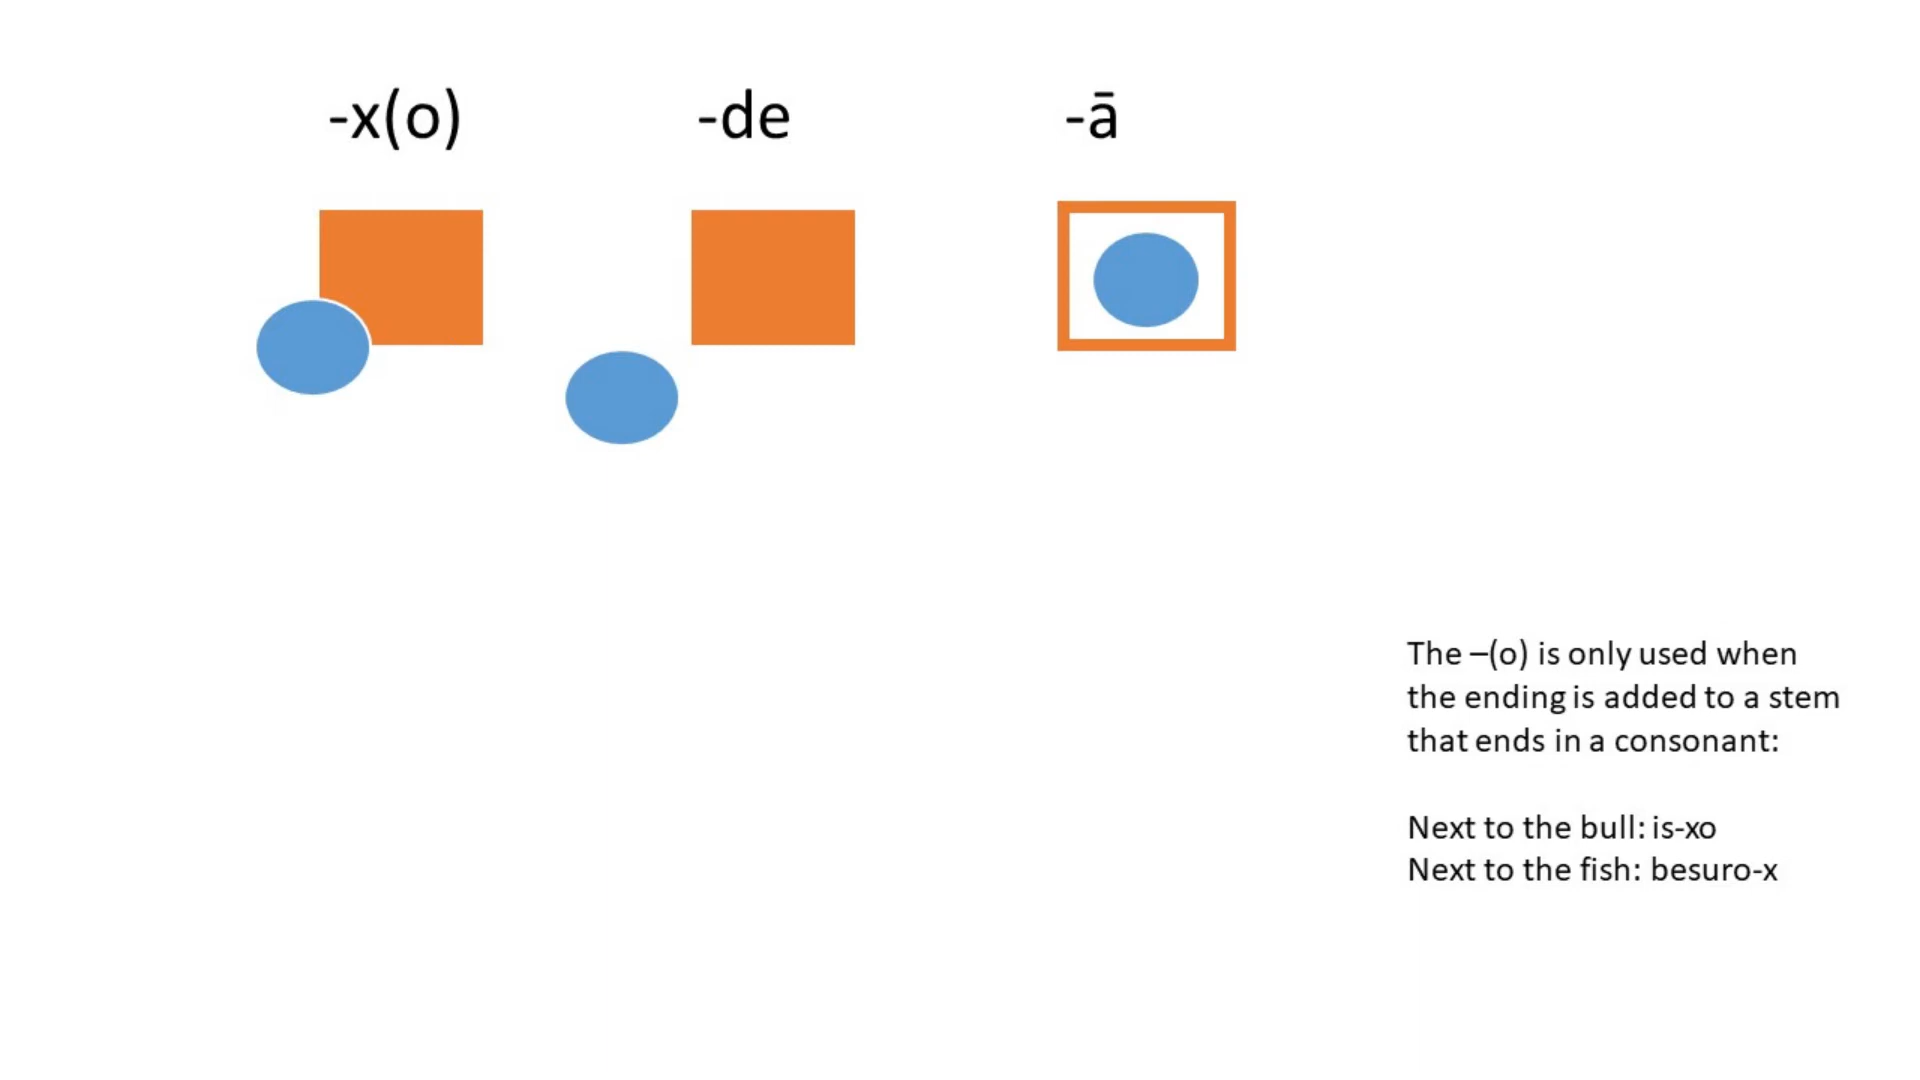 -x(o)
-de
-ā
The –(o) is only used when
the ending is added to a stem
that ends in a consonant:
Next to the bull: is-xo
Next to the fish: besuro-x